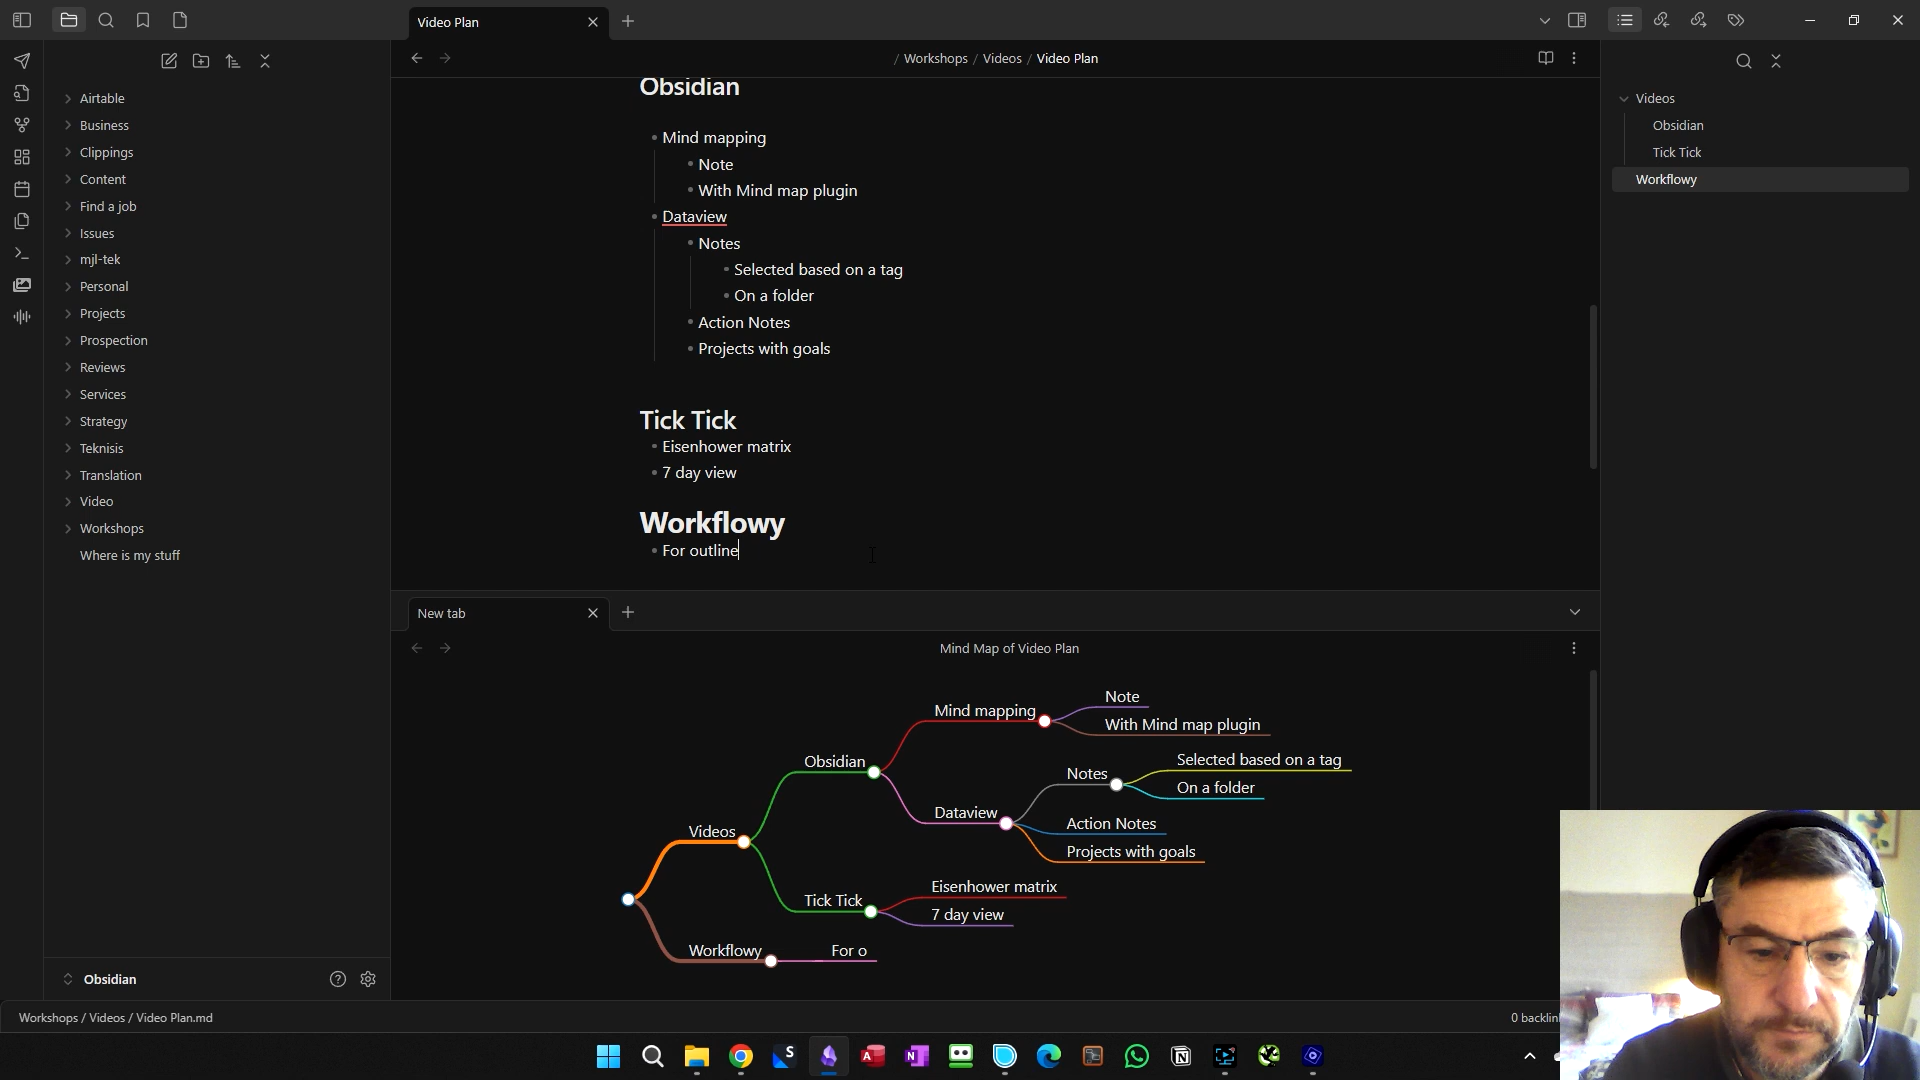 Video Plan
/ Workshops / Videos / Video Plan
Airtable
Business
Clippings
Content
Find a job
Issues
mjl-tek
Personal
Projects
Prospection
Reviews
Services
Strategy
Teknisis
Translation
Video
Workshops
Where is my stuff
Obsidian
Workshops / Videos / Video Plan.md
Obsidian
Mind mapping
Note
With Mind map plugin
Dataview
Notes
Selected based on a tag
On a folder
Action Notes
Projects with goals
Tick Tick
Eisenhower matrix
7 day view
Workflowy
For outline
New tab
Mind Map of Video Plan
Mind mapping
Note
With Mind map plugin
Obsidian
Selected based on a tag
Notes
On a folder
Dataview
Action Notes
Videos
Projects with goals
Eisenhower matrix
Tick Tick
7 day view
Workflowy
For o
Videos
Obsidian
Tick Tick
Workflowy
0 backlin